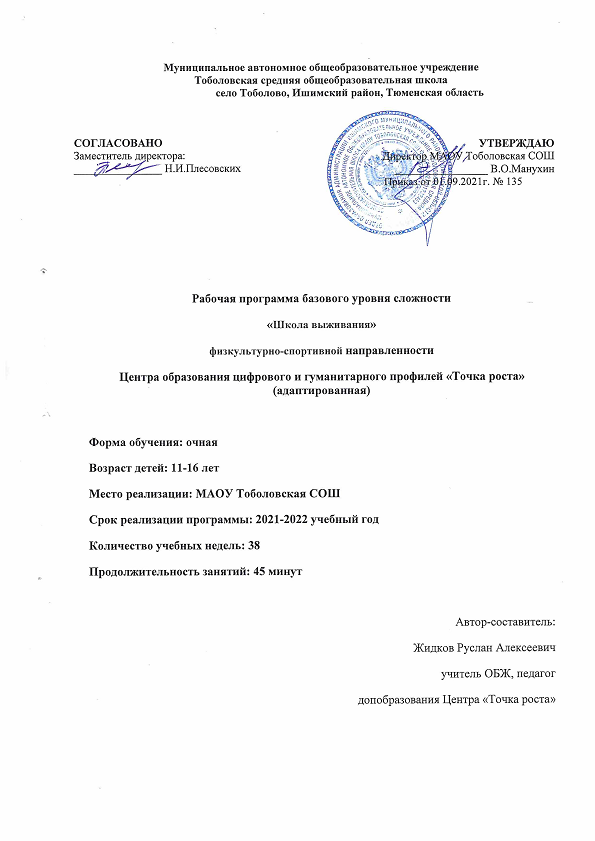 Муниципальное автономное общеобразовательное учреждение
Тоболовская средняя общеобразовательная школа
село Тоболово, Ишимский район, Тюменская область
СОГЛАСОВАНО УТВЕРЖДАЮ
Заместитель директора: Директор МАОУ Тоболовская СОШ
Н.И.Плесовских В.О.Манухин
Приказ от 01.09.2021г. № 135
Рабочая программа базового уровня сложности
«Школа выживания»
физкультурно-спортивной направленности
Центра образования цифрового и гуманитарного профилей «Точка роста»
(адаптированная)
Форма обучения: очная
Возраст детей: 11-16 лет
Место реализации: МАОУ Тоболовская СОШ
Срок реализации программы: 2021-2022 учебный год
Количество учебных недель: 38
Продолжительность занятий: 45 минут
Автор-составитель:
Жидков Руслан Алексеевич
учитель ОБЖ, педагог
допобразования Центра «Точка роста»